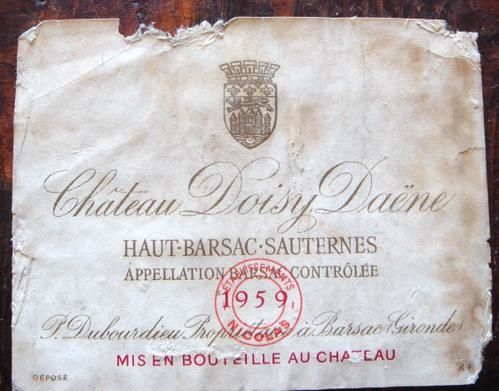 Château Doisy Daëne
HAUT-BARSAC·SAUTERNES
APPELLATION BARSAC CONTRÔLÉE
ÉTABLISSEMENTS
1959
NICOLAS
P. Dubourdieu Propriétaire à Barsac (Gironde)
MIS EN BOUTEILLE AU CHATEAU
DÉPOSÉ
R.F.